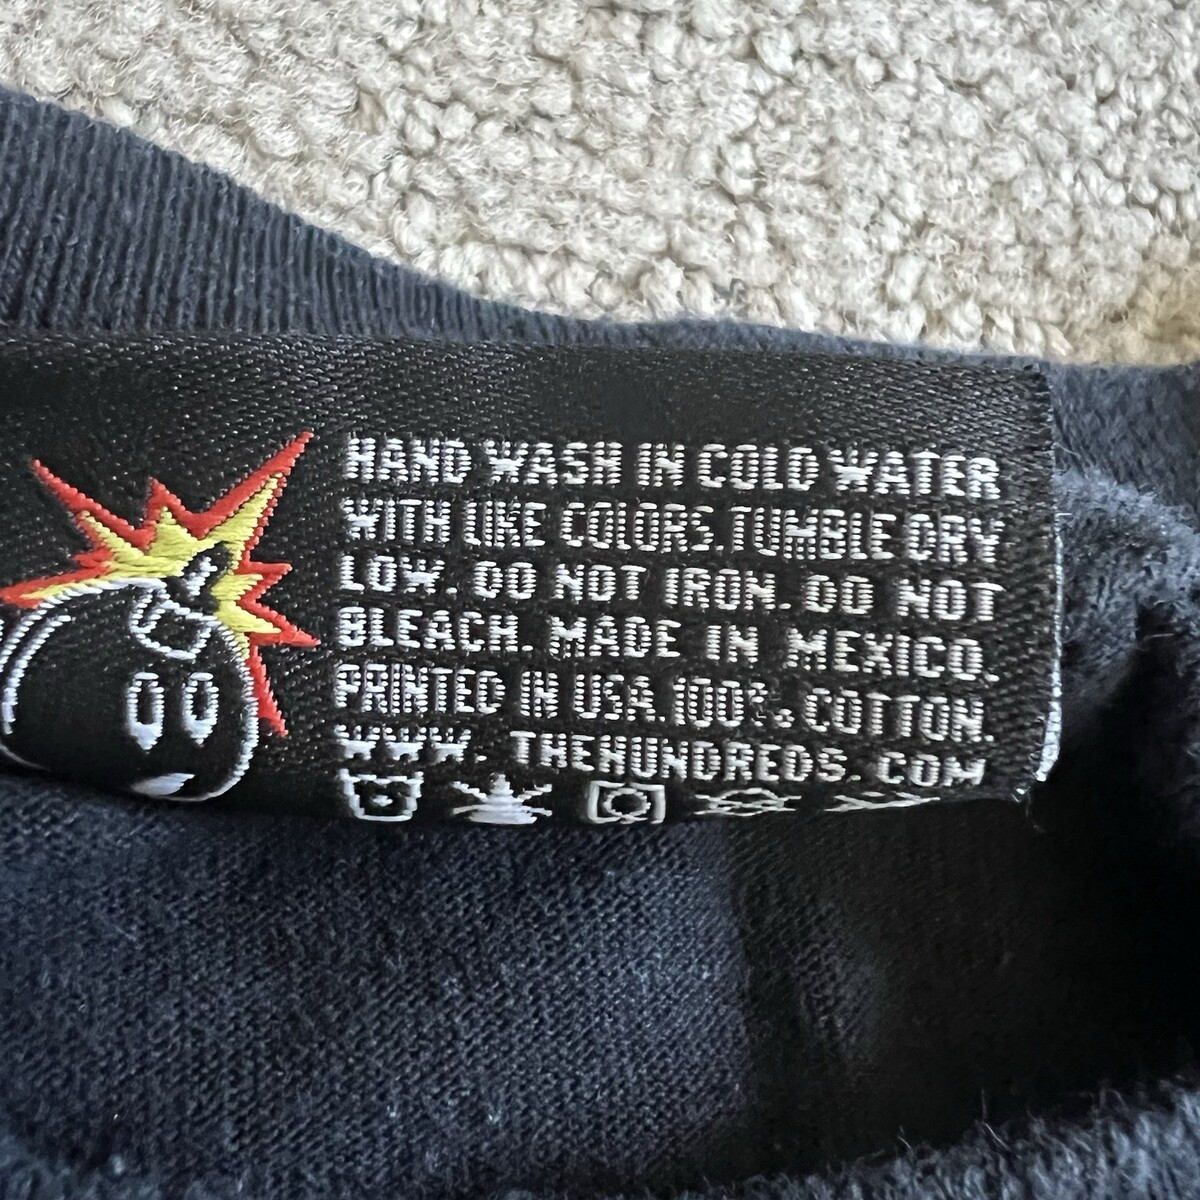 HAND WASH IN COLD WATER
WITH LIKE COLORS.TUMBLE DRY
LOW. DO NOT IRON. DO NOT
BLEACH. MADE IN MEXICO.
PRINTED IN USA.100% COTTON.
WWW. THEHUNDREDS. COM